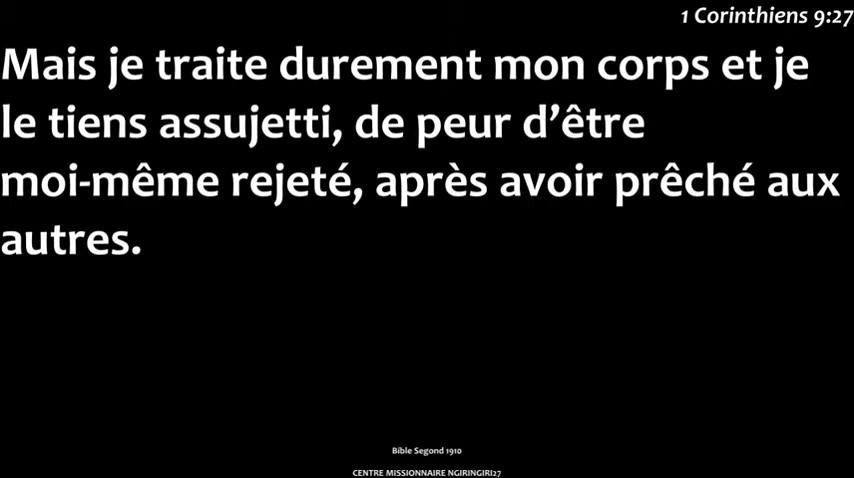 1 Corinthiens 9:27
Mais je traite durement mon corps et je
le tiens assujetti, de peur d’être
moi-même rejeté, après avoir prêché aux
autres.
Bible Segond 1910
CENTRE MISSIONNAIRE NGIRINGIRI27